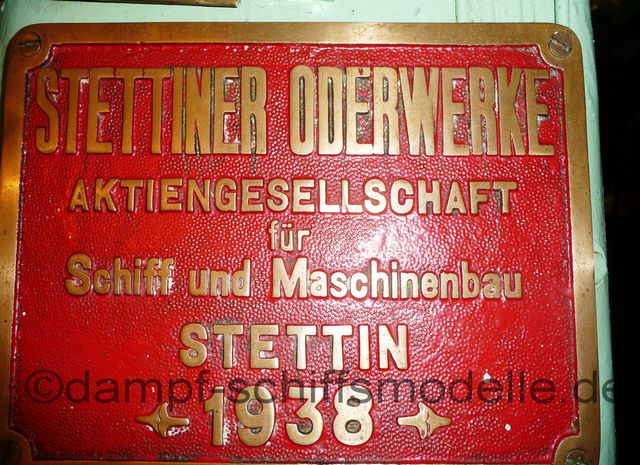 STETTINER ODERWERKE
AKTIENGESELLSCHAFT
für
Schiff und Maschinenbau
STETTIN
©dampf-schiffsmodelle.de
1938